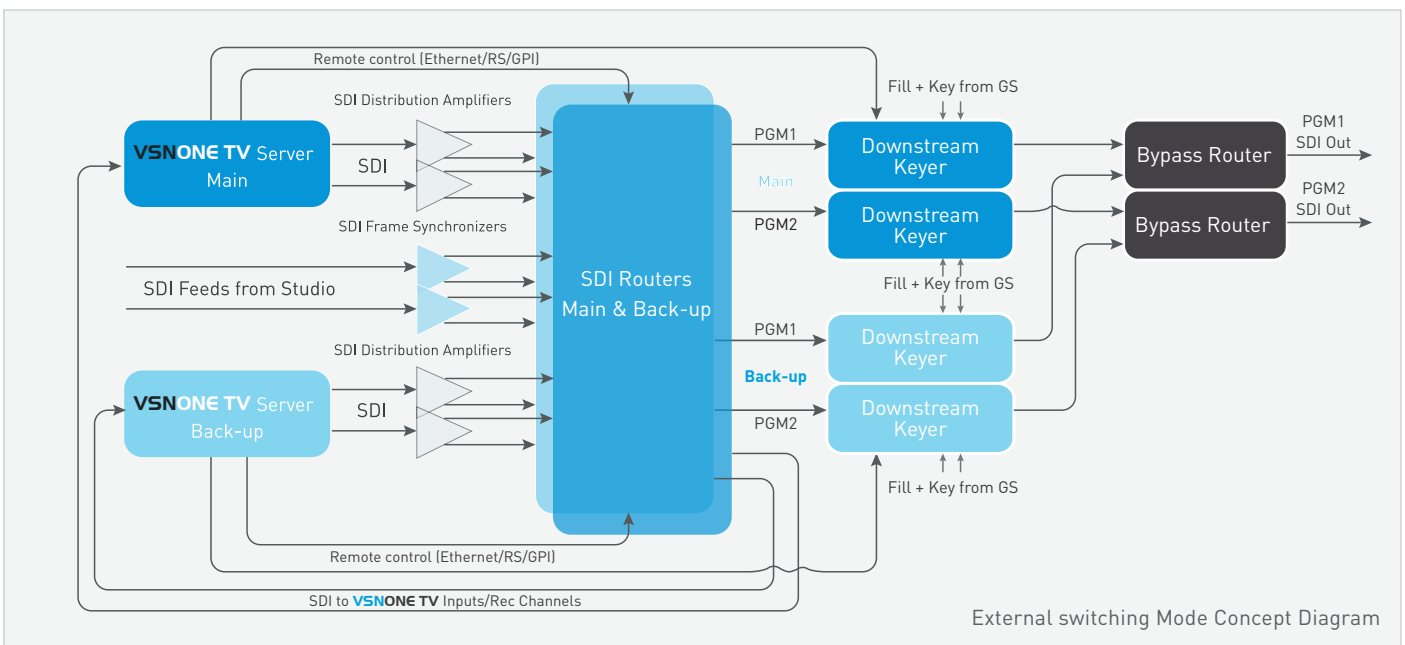 Remote control (Ethernet/RS/GPI)
SDI Distribution Amplifiers
Fill + Key from GS
VSNONE TV Server
Main
SDI
PGM1
Main
PGM2
Downstream
Keyer
Downstream
Keyer
Bypass Router
Bypass Router
PGM1
SDI Out
PGM2
SDI Out
SDI Frame Synchronizers
SDI Feeds from Studio
SDI Routers
Main & Back-up
Fill + Key from GS
SDI Distribution Amplifiers
VSNONE TV Server
Back-up
SDI
PGM1
Back-up
PGM2
Downstream
Keyer
Downstream
Keyer
Fill + Key from GS
Remote control (Ethernet/RS/GPI)
SDI to VSNONE TV Inputs/Rec Channels
External switching Mode Concept Diagram